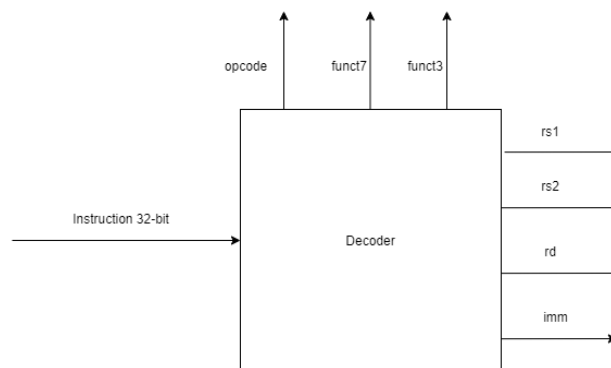 opcode funct7 funct3
rs1
rs2
Instruction 32-bit
Decoder
rd
imm